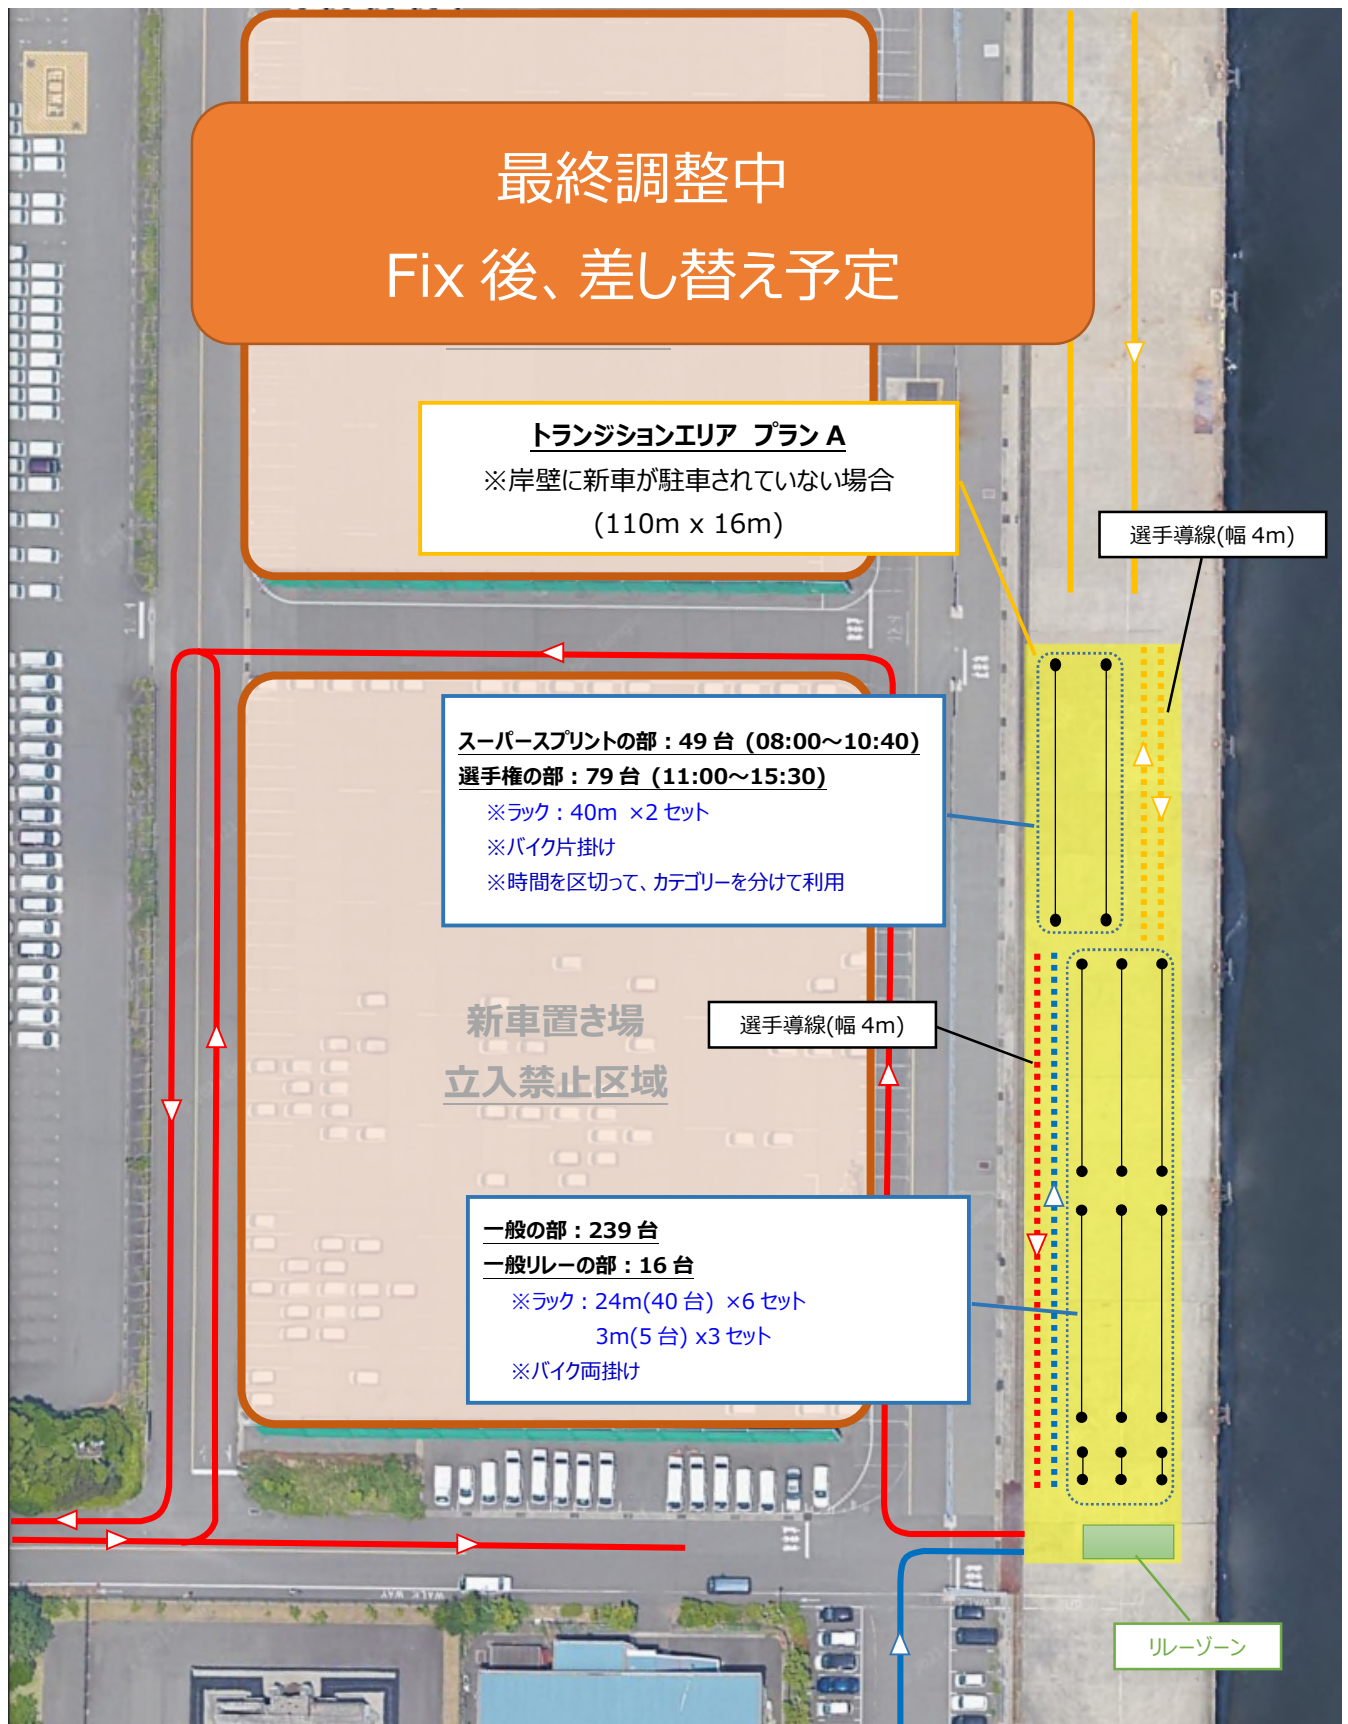 最終調整中
Fix 後、差し替え予定
トランジションエリア プラン A
※岸壁に新車が駐車されていない場合
(110m x 16m)
選手導線(幅 4m)
スーパースプリントの部：49 台 (08:00～10:40)
選手権の部：79 台 (11:00～15:30)
※ラック：40m ×2 セット
※バイク片掛け
※時間を区切って、カテゴリーを分けて利用
新車置き場
立入禁止区域
選手導線(幅 4m)
一般の部：239 台
一般リレーの部：16 台
※ラック：24m(40 台) ×6 セット
3m(5 台) x3 セット
※バイク両掛け
WALK WAY
リレーゾーン